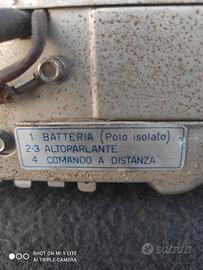 1 BATTERIA (Polo isolato)
2-3 ALTOPARLANTE
4 COMANDO A DISTANZA
SHOT ON MI 9 LITE
AI TRIPLE CAMERA
subito